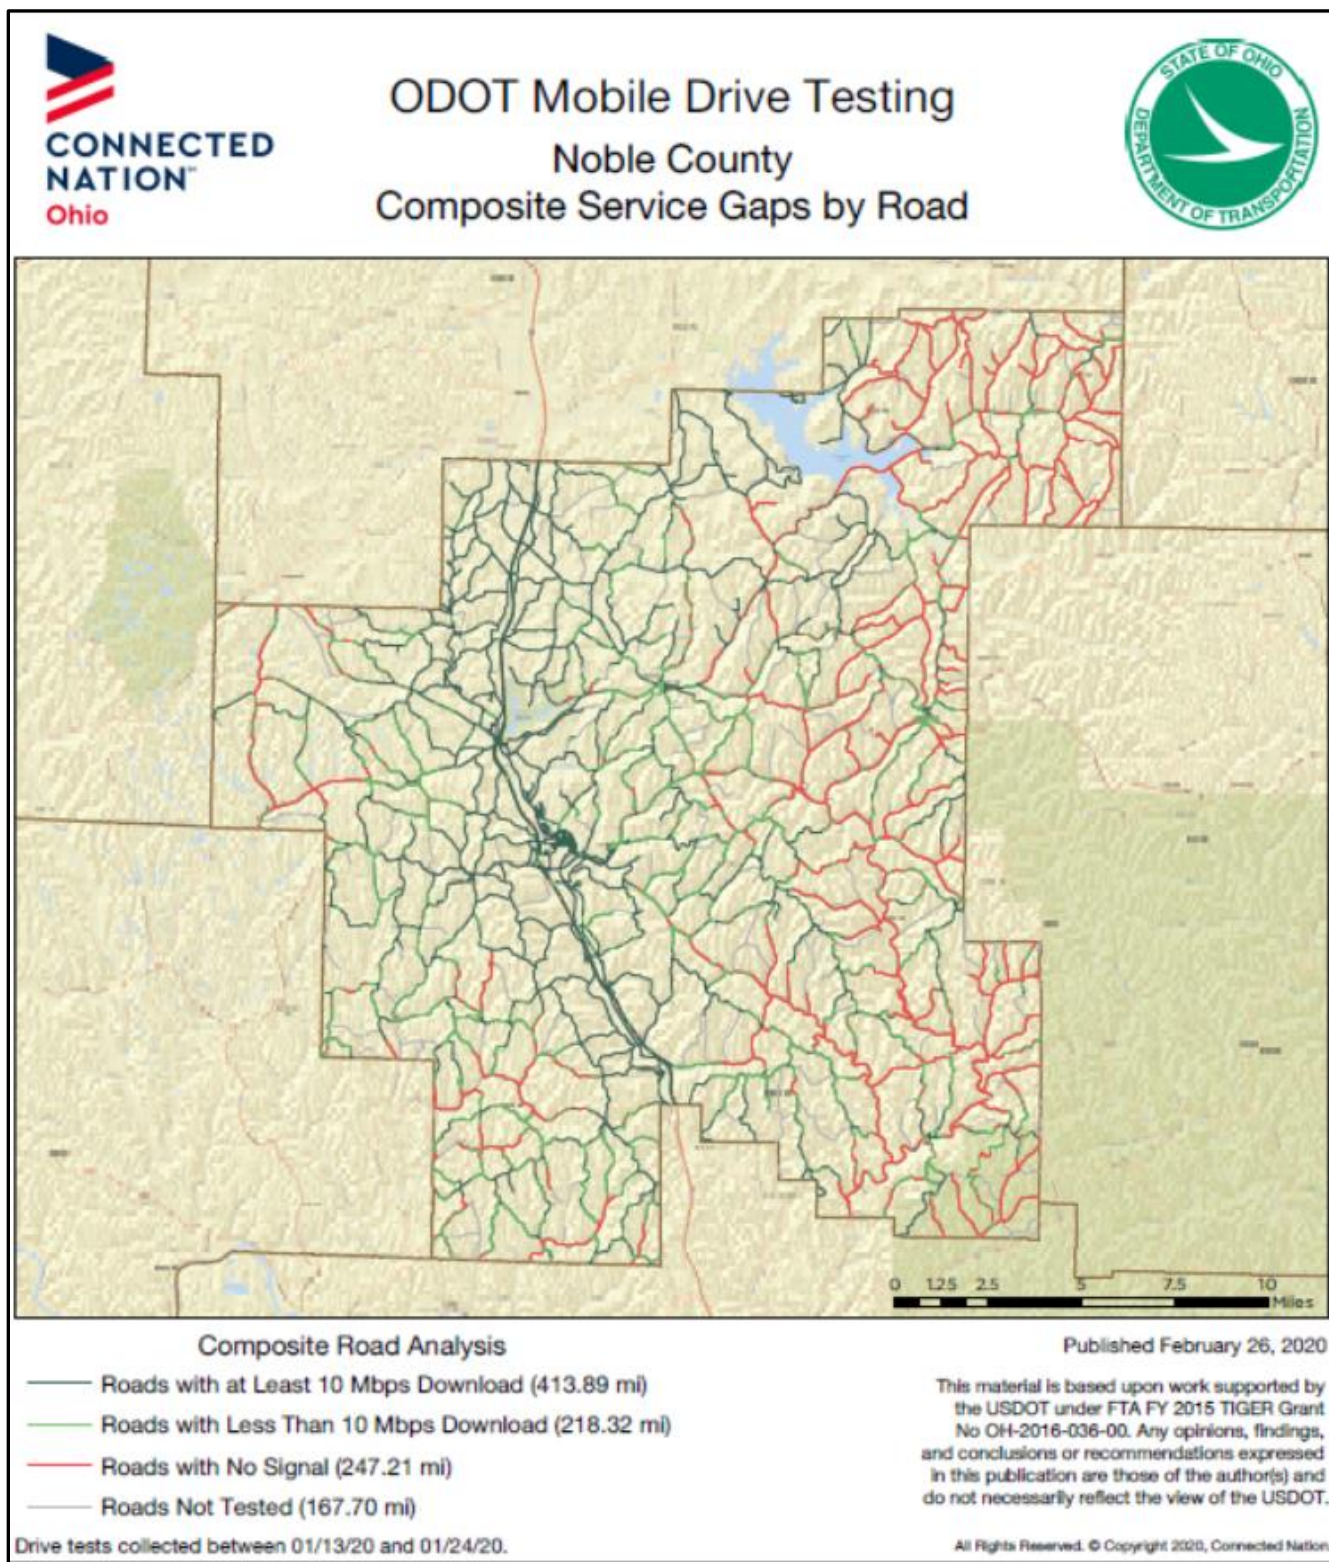 CONNECTED
NATION
Ohio
ODOT Mobile Drive Testing
Noble County
Composite Service Gaps by Road
STATE OF OHIO
DEPARTMENT OF TRANSPORTATION
0 1.25 2.5 5 7.5 10
Miles
Composite Road Analysis
Roads with at Least 10 Mbps Download (413.89 mi)
Roads with Less Than 10 Mbps Download (218.32 mi)
Roads with No Signal (247.21 mi)
Roads Not Tested (167.70 mi)
Drive tests collected between 01/13/20 and 01/24/20.
Published February 26, 2020
This material is based upon work supported by
the USDOT under FTA FY 2015 TIGER Grant
No OH-2016-036-00. Any opinions, findings,
and conclusions or recommendations expressed
in this publication are those of the author(s) and
do not necessarily reflect the view of the USDOT.
All Rights Reserved. © Copyright 2020, Connected Nation